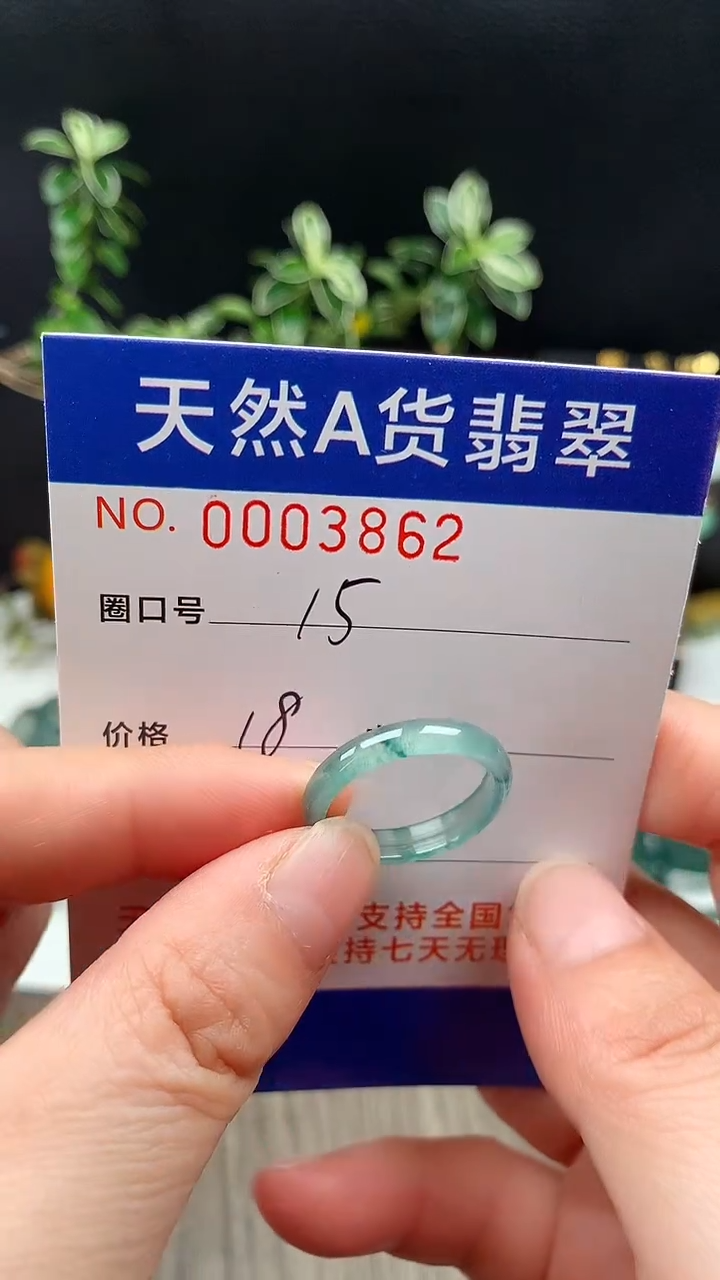 天然A货翡翠
NO. 0003862
圈口号 15
价格 18
支持全国
持七天无理